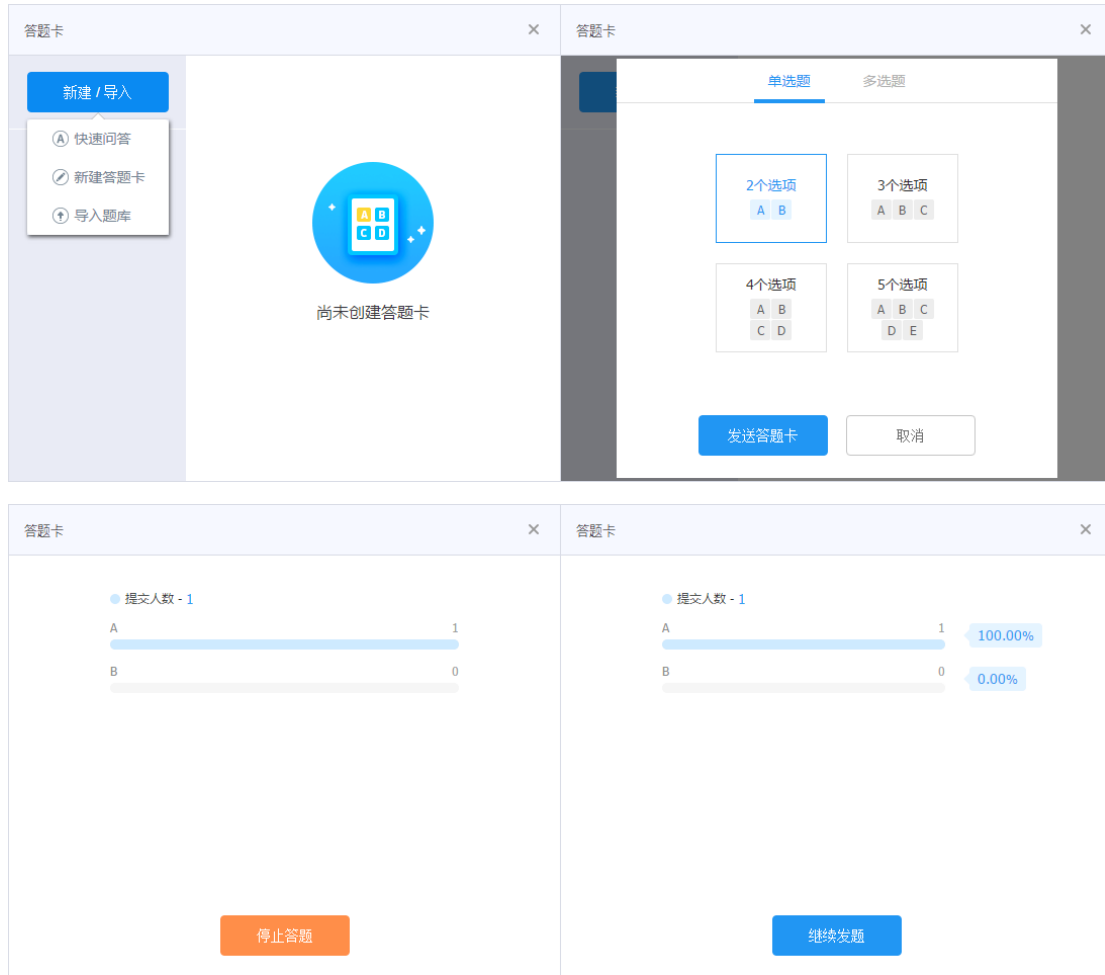 答题卡
新建 / 导入
A 快速问答
新建答题卡
导入题库
A B
C D
尚未创建答题卡
答题卡
单选题 多选题
2个选项
A B
3个选项
A B C
4个选项
A B
C D
5个选项
A B C
D E
发送答题卡 取消
答题卡
提交人数 - 1
A 1
B 0
停止答题
答题卡
提交人数 - 1
A 1 100.00%
B 0 0.00%
继续发题